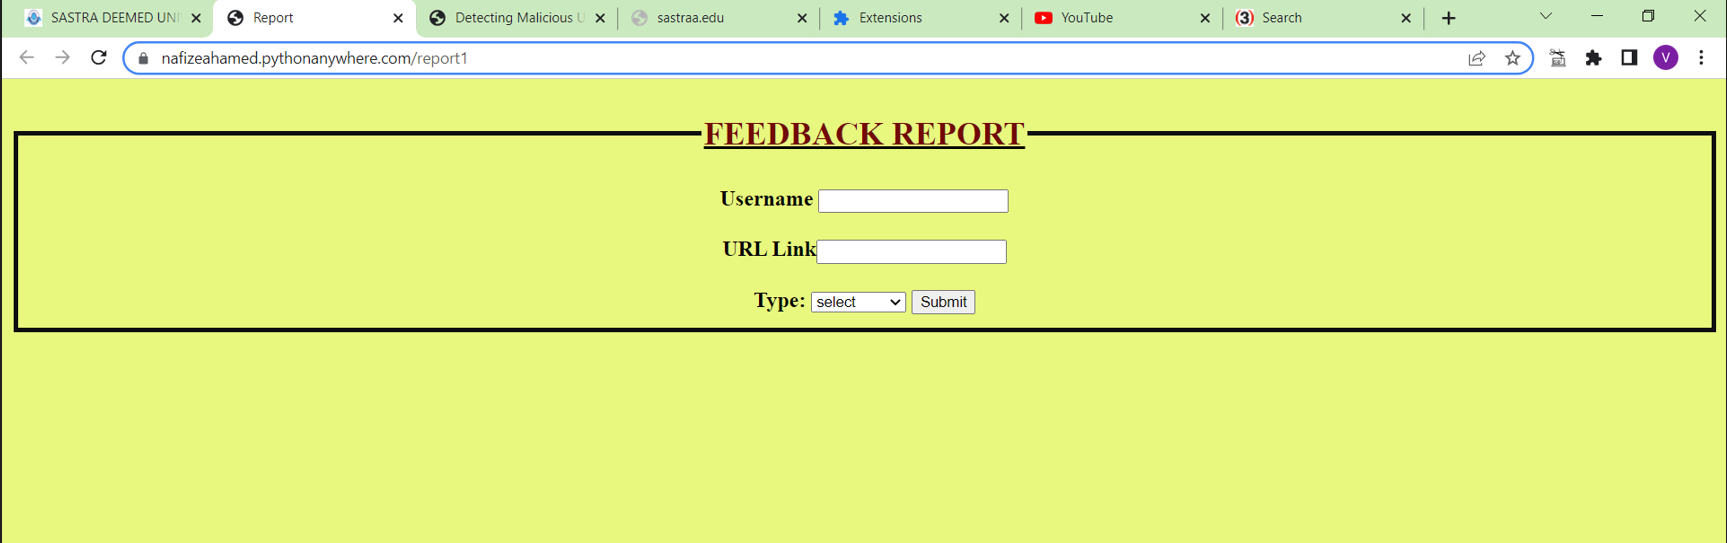 SASTRA DEEMED UNI
Report
Detecting Malicious U
sastraa.edu
Extensions
YouTube
(3) Search
nafizeahamed.pythonanywhere.com/report1
V
FEEDBACK REPORT
Username
URL Link
Type: select Submit